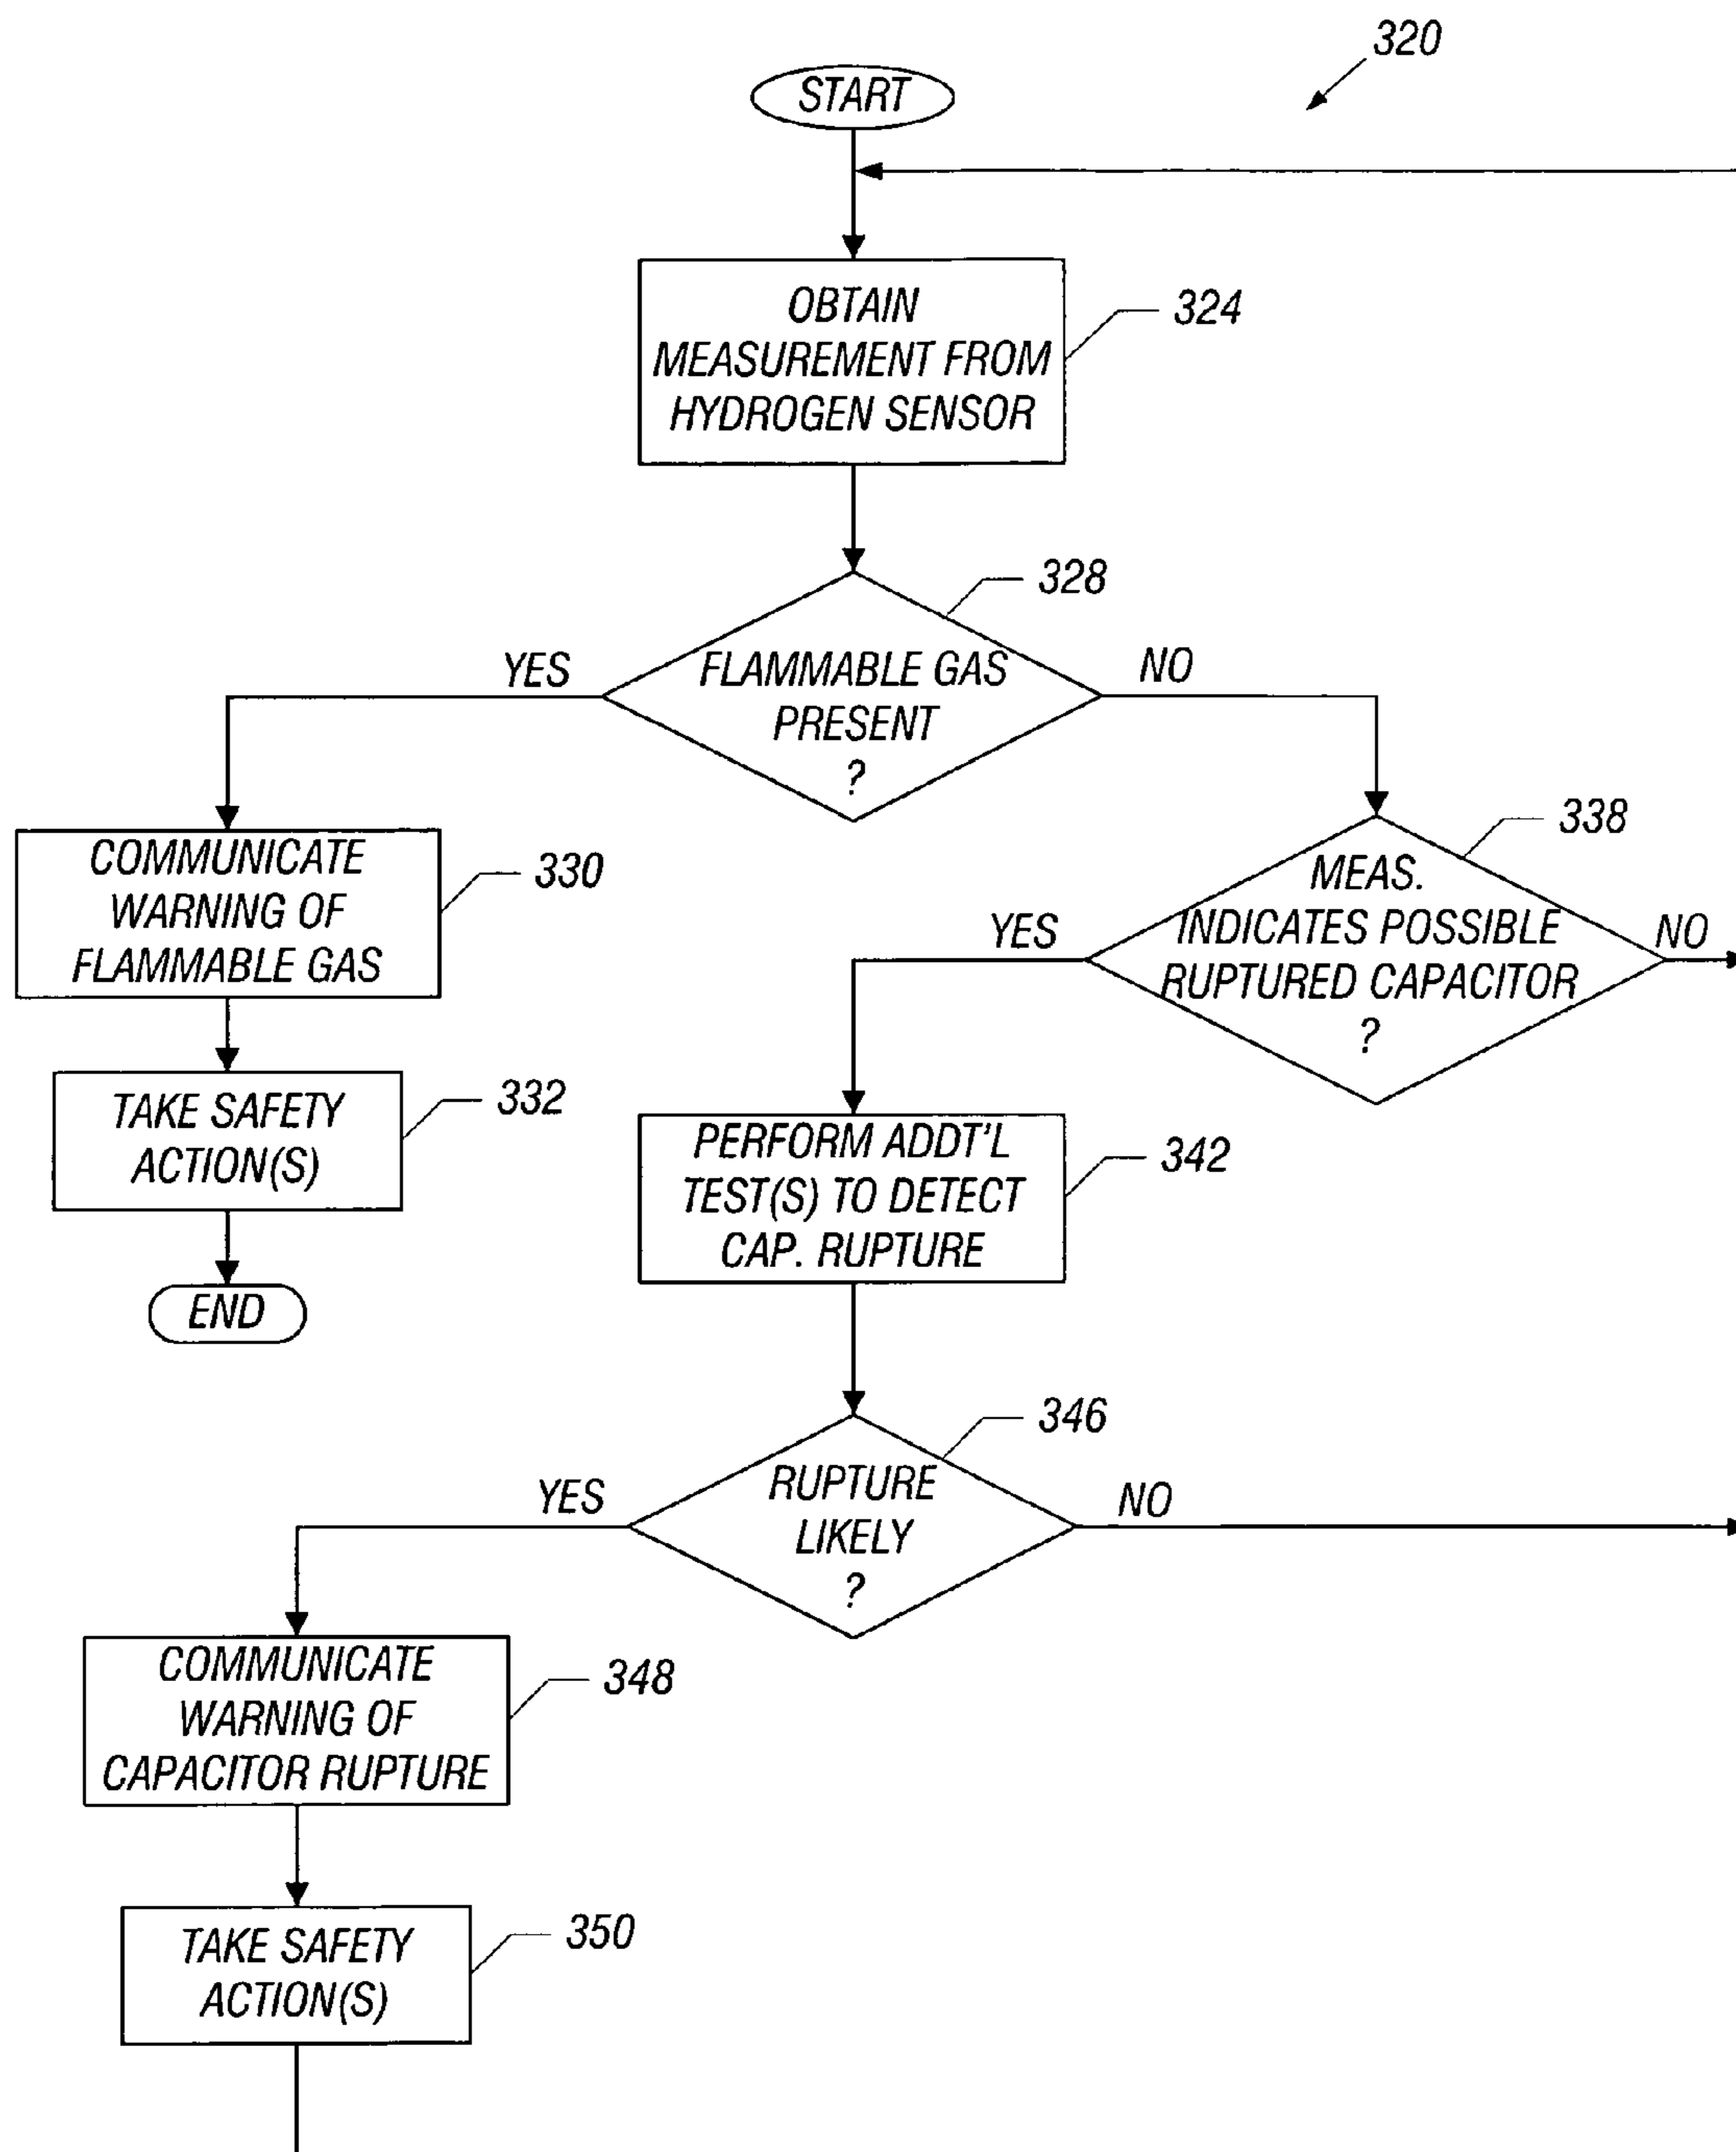 320
START
OBTAIN
MEASUREMENT FROM
HYDROGEN SENSOR
324
328
YES
FLAMMABLE GAS
PRESENT
?
NO
COMMUNICATE
WARNING OF
FLAMMABLE GAS
330
338
MEAS.
INDICATES POSSIBLE
RUPTURED CAPACITOR
?
YES
NO
TAKE SAFETY
ACTION(S)
332
END
PERFORM ADDT'L
TEST(S) TO DETECT
CAP. RUPTURE
342
346
YES
RUPTURE
LIKELY
?
NO
COMMUNICATE
WARNING OF
CAPACITOR RUPTURE
348
TAKE SAFETY
ACTION(S)
350